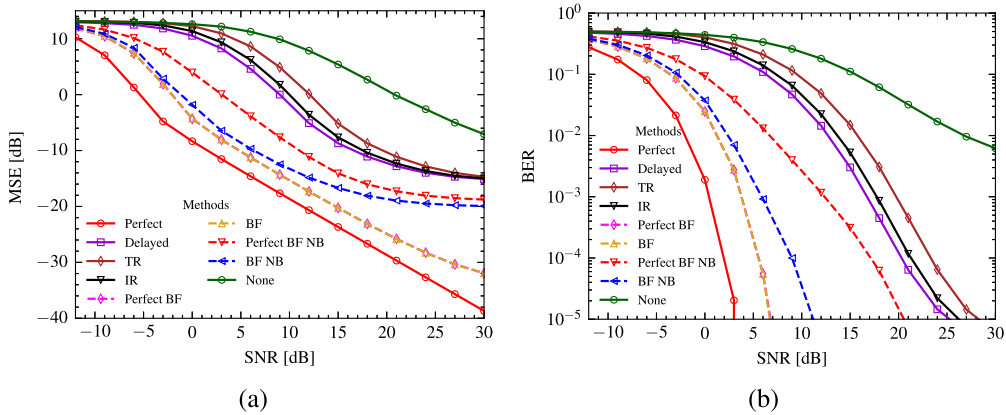 15
10
0
−10
−20
−30
−40
MSE [dB]
−10 −5 0 5 10 15 20 25 30
SNR [dB]
Methods
Perfect
Delayed
TR
IR
Perfect BF
BF
Perfect BF NB
BF NB
None
(a)
10^0
10^−1
10^−2
10^−3
10^−4
10^−5
BER
−10 −5 0 5 10 15 20 25 30
SNR [dB]
Methods
Perfect
Delayed
TR
IR
Perfect BF
BF
Perfect BF NB
BF NB
None
(b)